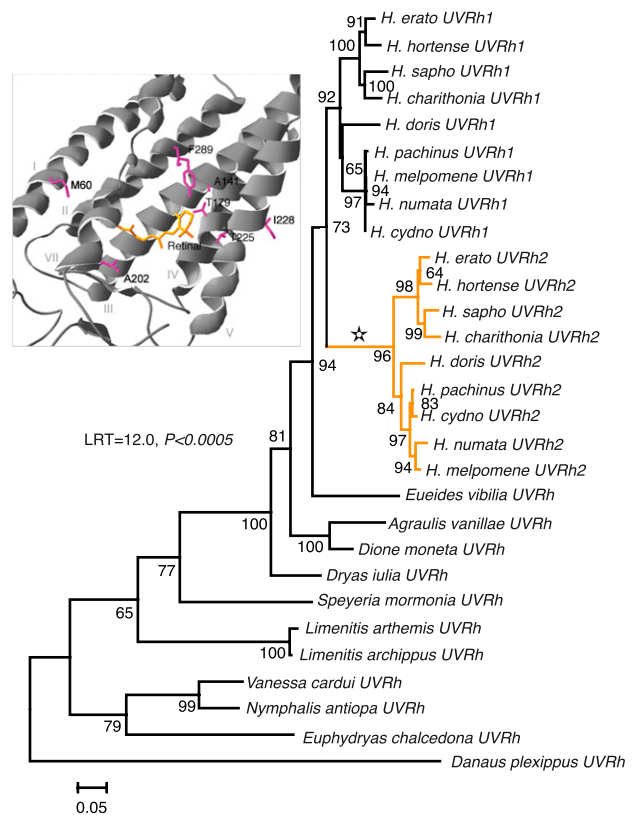 H. erato UVRh1
91
H. hortense UVRh1
100
H. sapho UVRh1
100
H. charithonia UVRh1
92
H. doris UVRh1
H. pachinus UVRh1
65
H. melpomene UVRh1
94
97
H. numata UVRh1
73
H. cydno UVRh1
F289
I
M60
A141
T179
II
I228
T225
Retinal
VII
A202
IV
III
V
H. erato UVRh2
64
98
H. hortense UVRh2
H. sapho UVRh2
99
H. charithonia UVRh2
96
94
H. doris UVRh2
H. pachinus UVRh2
83
84
H. cydno UVRh2
97
H. numata UVRh2
94
H. melpomene UVRh2
LRT=12.0, P<0.0005
81
Eueides vibilia UVRh
100
Agraulis vanillae UVRh
100
Dione moneta UVRh
77
Dryas iulia UVRh
Speyeria mormonia UVRh
65
Limenitis arthemis UVRh
100
Limenitis archippus UVRh
Vanessa cardui UVRh
99
Nymphalis antiopa UVRh
79
Euphydryas chalcedona UVRh
Danaus plexippus UVRh
0.05